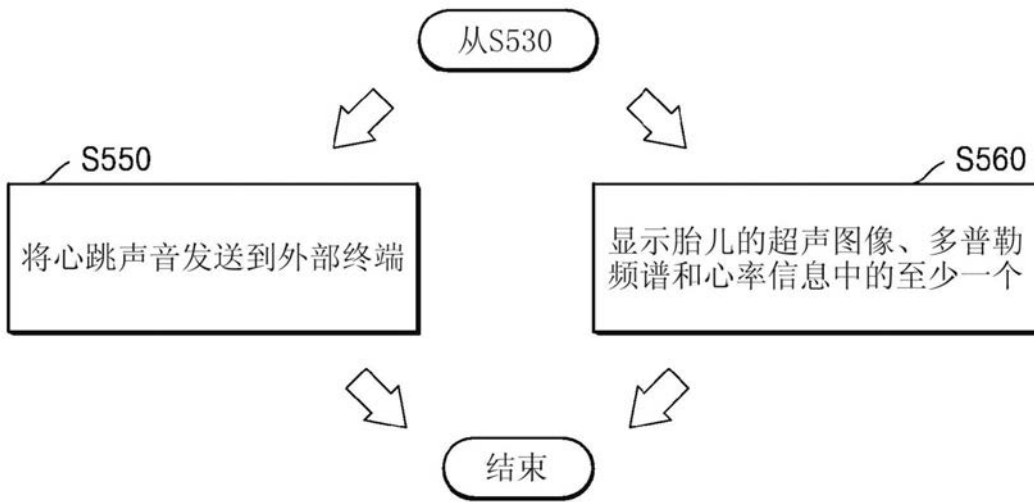 从S530
S550
S560
将心跳声音发送到外部终端
显示胎儿的超声图像、多普勒
频谱和心率信息中的至少一个
结束